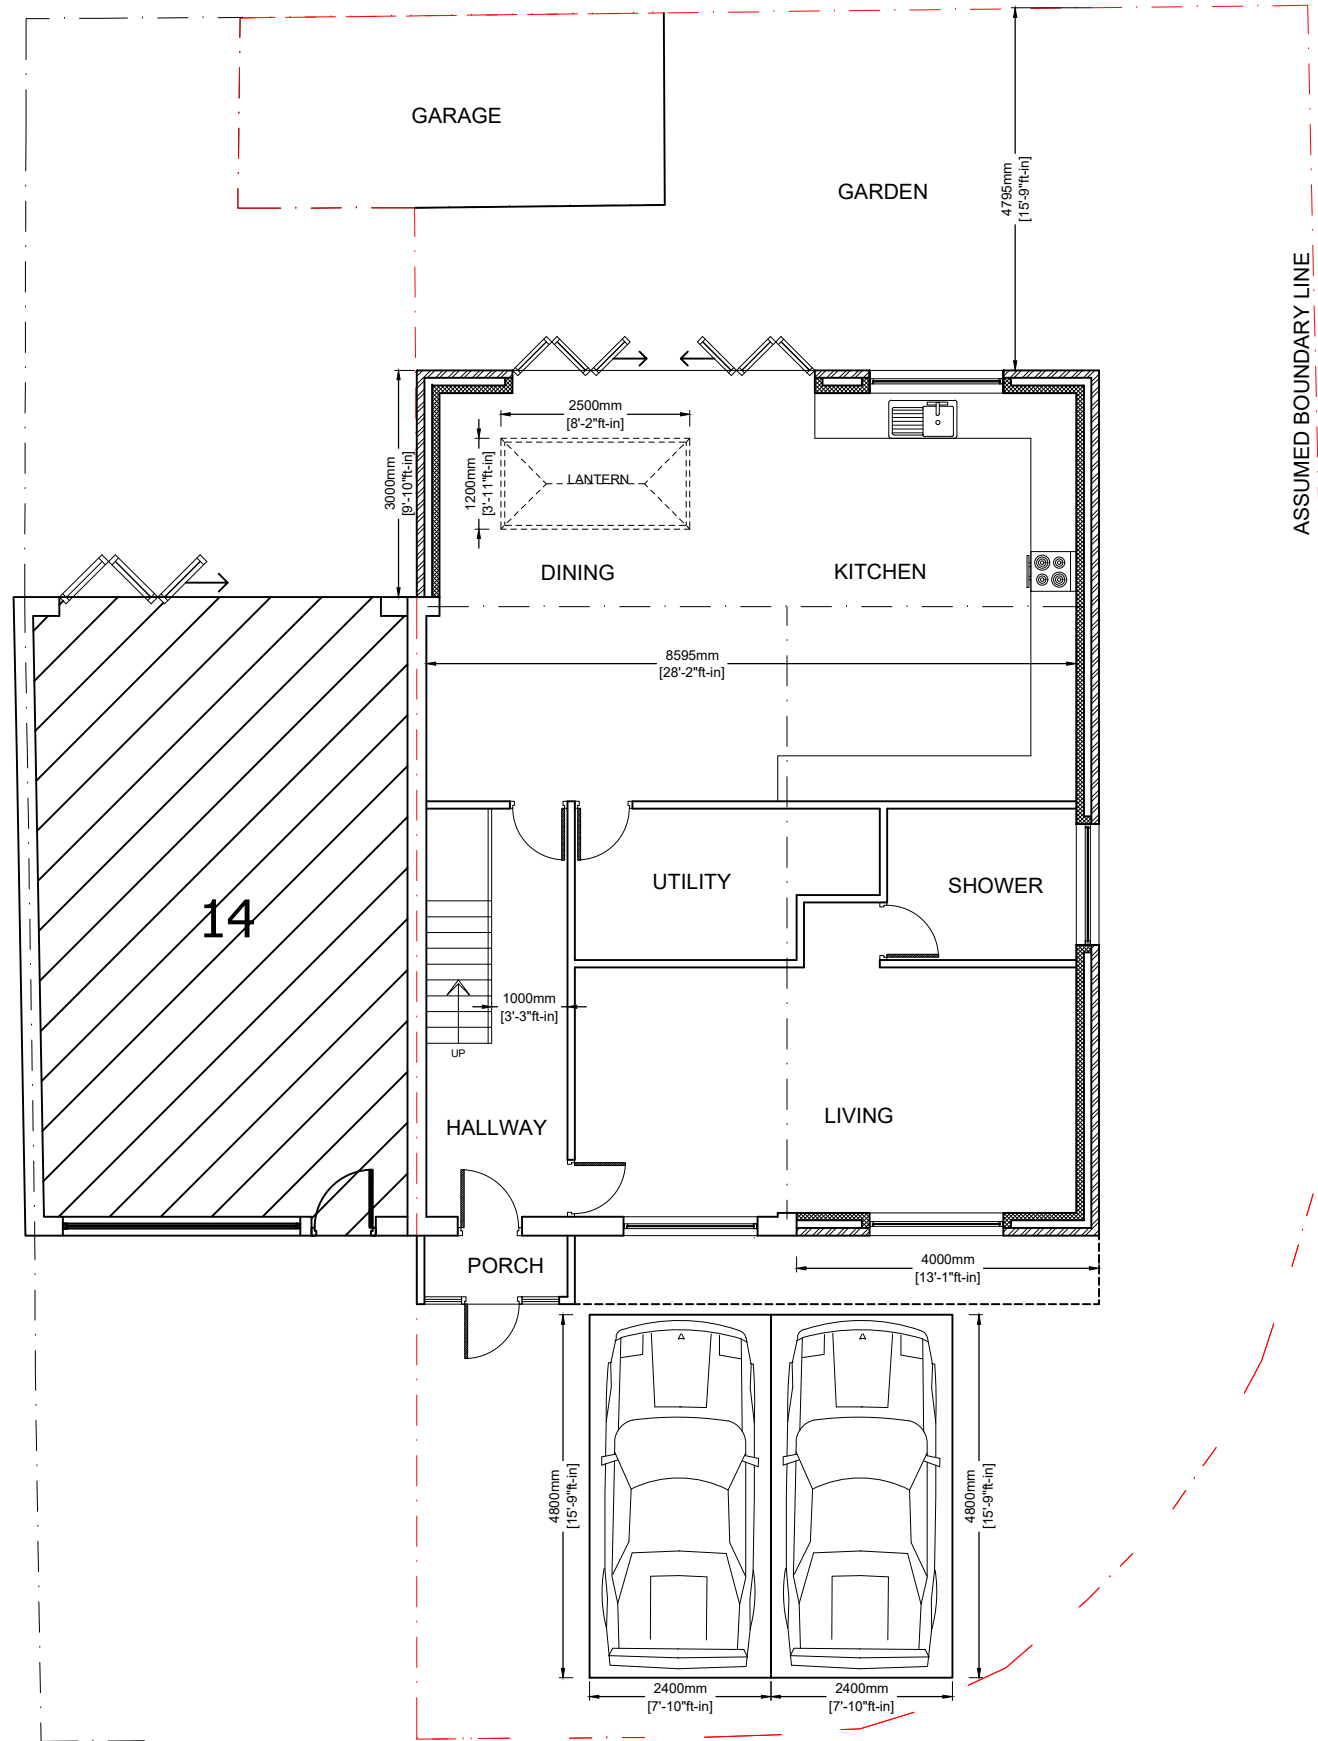 GARAGE
GARDEN
4795mm
[15'-9"ft-in]
ASSUMED BOUNDARY LINE
2500mm
[8'-2"ft-in]
3000mm
[9'-10"ft-in]
1200mm
[3'-11"ft-in]
LANTERN
DINING
KITCHEN
8595mm
[28'-2"ft-in]
14
UTILITY
SHOWER
1000mm
[3'-3"ft-in]
UP
HALLWAY
LIVING
PORCH
4000mm
[13'-1"ft-in]
4800mm
[15'-9"ft-in]
4800mm
[15'-9"ft-in]
2400mm
[7'-10"ft-in]
2400mm
[7'-10"ft-in]